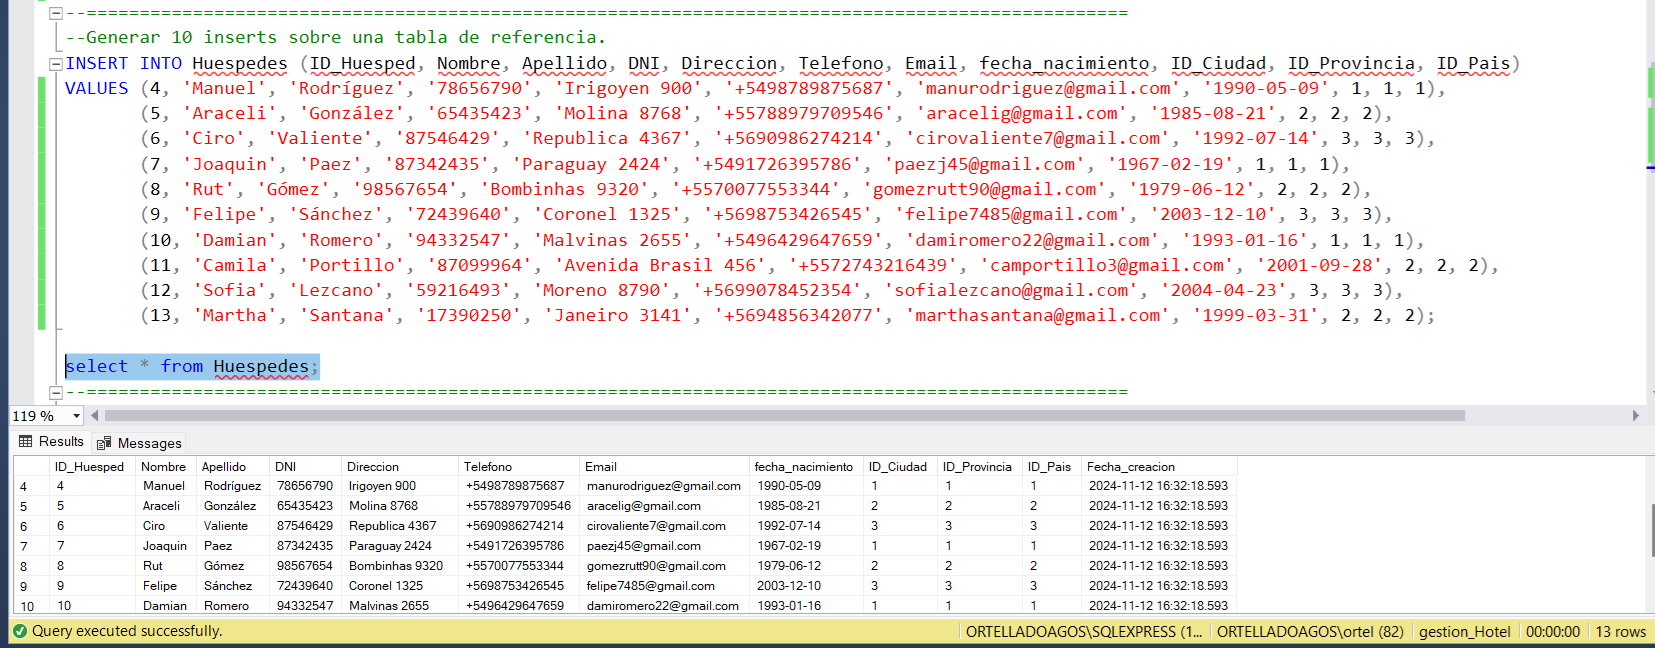 --==================================================================================================
--Generar 10 inserts sobre una tabla de referencia.
INSERT INTO Huespedes (ID_Huesped, Nombre, Apellido, DNI, Direccion, Telefono, Email, fecha_nacimiento, ID_Ciudad, ID_Provincia, ID_Pais)
VALUES (4, 'Manuel', 'Rodríguez', '78656790', 'Irigoyen 900', '+5498789875687', 'manurodriguez@gmail.com', '1990-05-09', 1, 1, 1),
(5, 'Araceli', 'González', '65435423', 'Molina 8768', '+55788979709546', 'aracelig@gmail.com', '1985-08-21', 2, 2, 2),
(6, 'Ciro', 'Valiente', '87546429', 'Republica 4367', '+5690986274214', 'cirovaliente7@gmail.com', '1992-07-14', 3, 3, 3),
(7, 'Joaquin', 'Paez', '87342435', 'Paraguay 2424', '+5491726395786', 'paezj45@gmail.com', '1967-02-19', 1, 1, 1),
(8, 'Rut', 'Gómez', '98567654', 'Bombinhas 9320', '+5570077553344', 'gomezrutt90@gmail.com', '1979-06-12', 2, 2, 2),
(9, 'Felipe', 'Sánchez', '72439640', 'Coronel 1325', '+5698753426545', 'felipe7485@gmail.com', '2003-12-10', 3, 3, 3),
(10, 'Damian', 'Romero', '94332547', 'Malvinas 2655', '+5496429647659', 'damiromero22@gmail.com', '1993-01-16', 1, 1, 1),
(11, 'Camila', 'Portillo', '87099964', 'Avenida Brasil 456', '+5572743216439', 'camportillo3@gmail.com', '2001-09-28', 2, 2, 2),
(12, 'Sofia', 'Lezcano', '59216493', 'Moreno 8790', '+5699078452354', 'sofialezcano@gmail.com', '2004-04-23', 3, 3, 3),
(13, 'Martha', 'Santana', '17390250', 'Janeiro 3141', '+5694856342077', 'marthasantana@gmail.com', '1999-03-31', 2, 2, 2);
select * from Huespedes;
--==================================================================================================
119 %
Results Messages
ID_Huesped Nombre Apellido DNI Direccion Telefono Email fecha_nacimiento ID_Ciudad ID_Provincia ID_Pais Fecha_creacion
4 4 Manuel Rodríguez 78656790 Irigoyen 900 +5498789875687 manurodriguez@gmail.com 1990-05-09 1 1 1 2024-11-12 16:32:18.593
5 5 Araceli González 65435423 Molina 8768 +55788979709546 aracelig@gmail.com 1985-08-21 2 2 2 2024-11-12 16:32:18.593
6 6 Ciro Valiente 87546429 Republica 4367 +5690986274214 cirovaliente7@gmail.com 1992-07-14 3 3 3 2024-11-12 16:32:18.593
7 7 Joaquin Paez 87342435 Paraguay 2424 +5491726395786 paezj45@gmail.com 1967-02-19 1 1 1 2024-11-12 16:32:18.593
8 8 Rut Gómez 98567654 Bombinhas 9320 +5570077553344 gomezrutt90@gmail.com 1979-06-12 2 2 2 2024-11-12 16:32:18.593
9 9 Felipe Sánchez 72439640 Coronel 1325 +5698753426545 felipe7485@gmail.com 2003-12-10 3 3 3 2024-11-12 16:32:18.593
10 10 Damian Romero 94332547 Malvinas 2655 +5496429647659 damiromero22@gmail.com 1993-01-16 1 1 1 2024-11-12 16:32:18.593
Query executed successfully. ORTELLADOAGOS\SQLEXPRESS (1... ORTELLADOAGOS\ortel (82) gestion_Hotel 00:00:00 13 rows